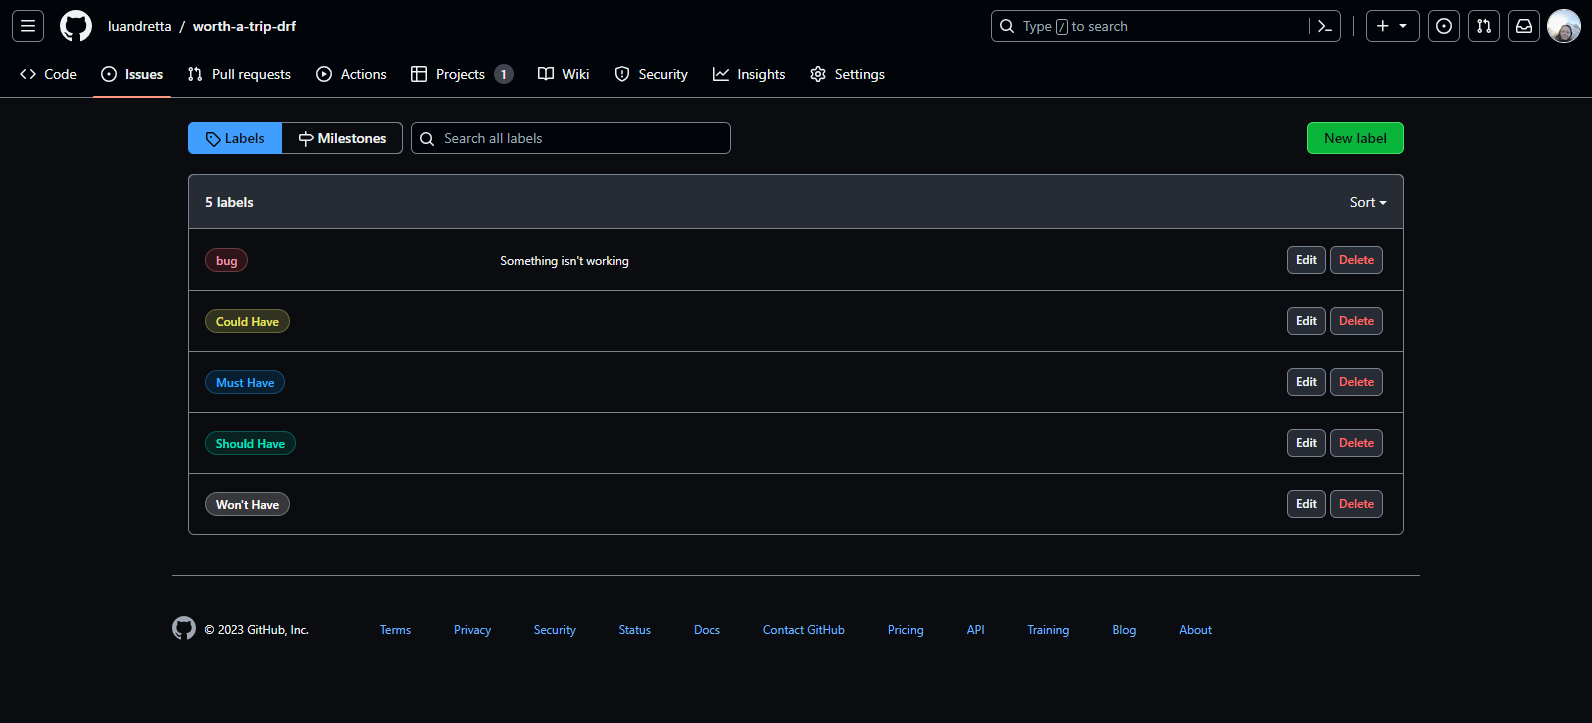 luandretta / worth-a-trip-drf
Type / to search
Code Issues Pull requests Actions Projects 1 Wiki Security Insights Settings
Labels Milestones Search all labels New label
5 labels Sort
bug Something isn't working Edit Delete
Could Have Edit Delete
Must Have Edit Delete
Should Have Edit Delete
Won't Have Edit Delete
© 2023 GitHub, Inc. Terms Privacy Security Status Docs Contact GitHub Pricing API Training Blog About